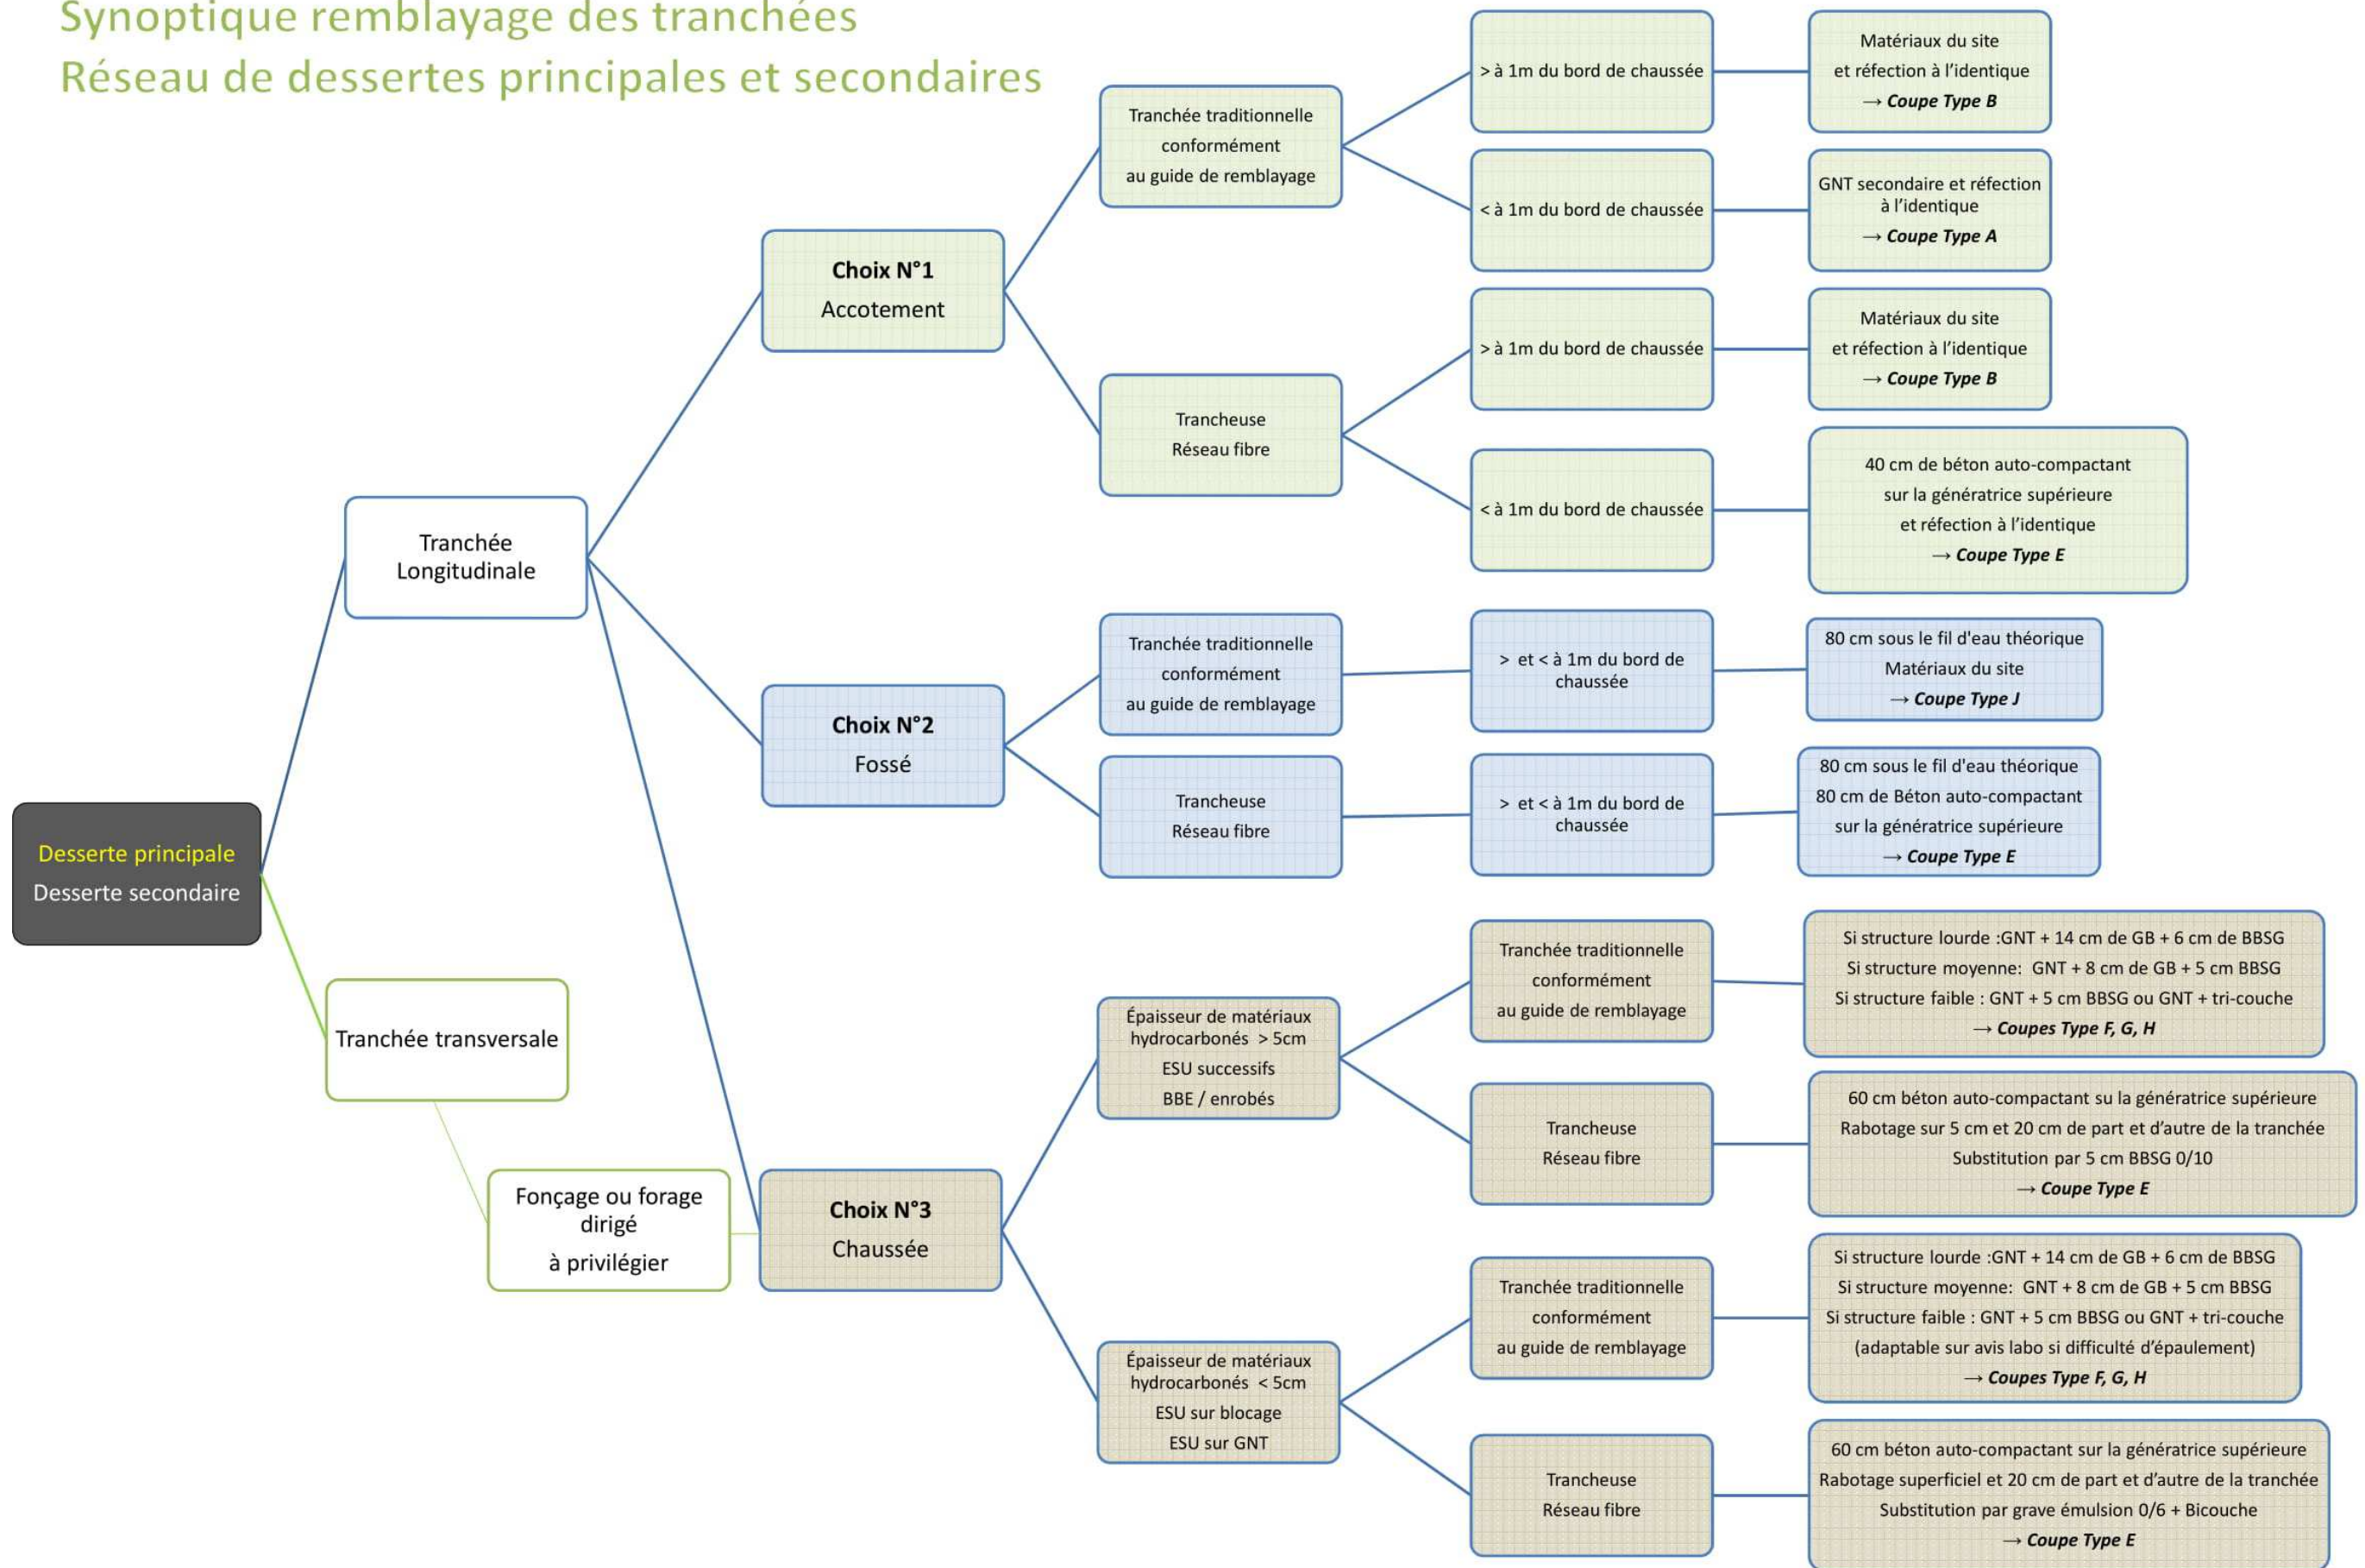 Synoptique remblayage des tranchées
Réseau de dessertes principales et secondaires
Desserte principale
Desserte secondaire
Tranchée
Longitudinale
Tranchée transversale
Fonçage ou forage
dirigé
à privilégier
Choix N°1
Accotement
Tranchée traditionnelle
conformément
au guide de remblayage
> à 1m du bord de chaussée
Matériaux du site
et réfection à l’identique
→ Coupe Type B
< à 1m du bord de chaussée
GNT secondaire et réfection
à l’identique
→ Coupe Type A
Trancheuse
Réseau fibre
> à 1m du bord de chaussée
Matériaux du site
et réfection à l’identique
→ Coupe Type B
< à 1m du bord de chaussée
40 cm de béton auto-compactant
sur la génératrice supérieure
et réfection à l’identique
→ Coupe Type E
Choix N°2
Fossé
Tranchée traditionnelle
conformément
au guide de remblayage
> et < à 1m du bord de
chaussée
80 cm sous le fil d'eau théorique
Matériaux du site
→ Coupe Type J
Trancheuse
Réseau fibre
> et < à 1m du bord de
chaussée
80 cm sous le fil d'eau théorique
80 cm de Béton auto-compactant
sur la génératrice supérieure
→ Coupe Type E
Choix N°3
Chaussée
Épaisseur de matériaux
hydrocarbonés > 5cm
ESU successifs
BBE / enrobés
Tranchée traditionnelle
conformément
au guide de remblayage
Si structure lourde :GNT + 14 cm de GB + 6 cm de BBSG
Si structure moyenne: GNT + 8 cm de GB + 5 cm BBSG
Si structure faible : GNT + 5 cm BBSG ou GNT + tri-couche
→ Coupes Type F, G, H
Trancheuse
Réseau fibre
60 cm béton auto-compactant su la génératrice supérieure
Rabotage sur 5 cm et 20 cm de part et d’autre de la tranchée
Substitution par 5 cm BBSG 0/10
→ Coupe Type E
Épaisseur de matériaux
hydrocarbonés < 5cm
ESU sur blocage
ESU sur GNT
Tranchée traditionnelle
conformément
au guide de remblayage
Si structure lourde :GNT + 14 cm de GB + 6 cm de BBSG
Si structure moyenne: GNT + 8 cm de GB + 5 cm BBSG
Si structure faible : GNT + 5 cm BBSG ou GNT + tri-couche
(adaptable sur avis labo si difficulté d’épaulement)
→ Coupes Type F, G, H
Trancheuse
Réseau fibre
60 cm béton auto-compactant sur la génératrice supérieure
Rabotage superficiel et 20 cm de part et d’autre de la tranchée
Substitution par grave émulsion 0/6 + Bicouche
→ Coupe Type E